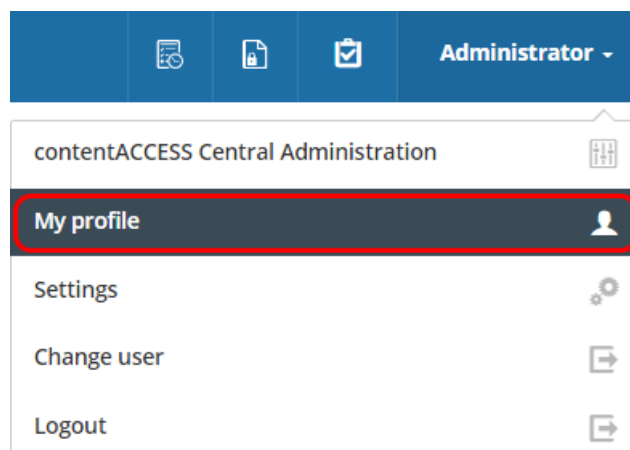 Administrator
contentACCESS Central Administration
My profile
Settings
Change user
Logout